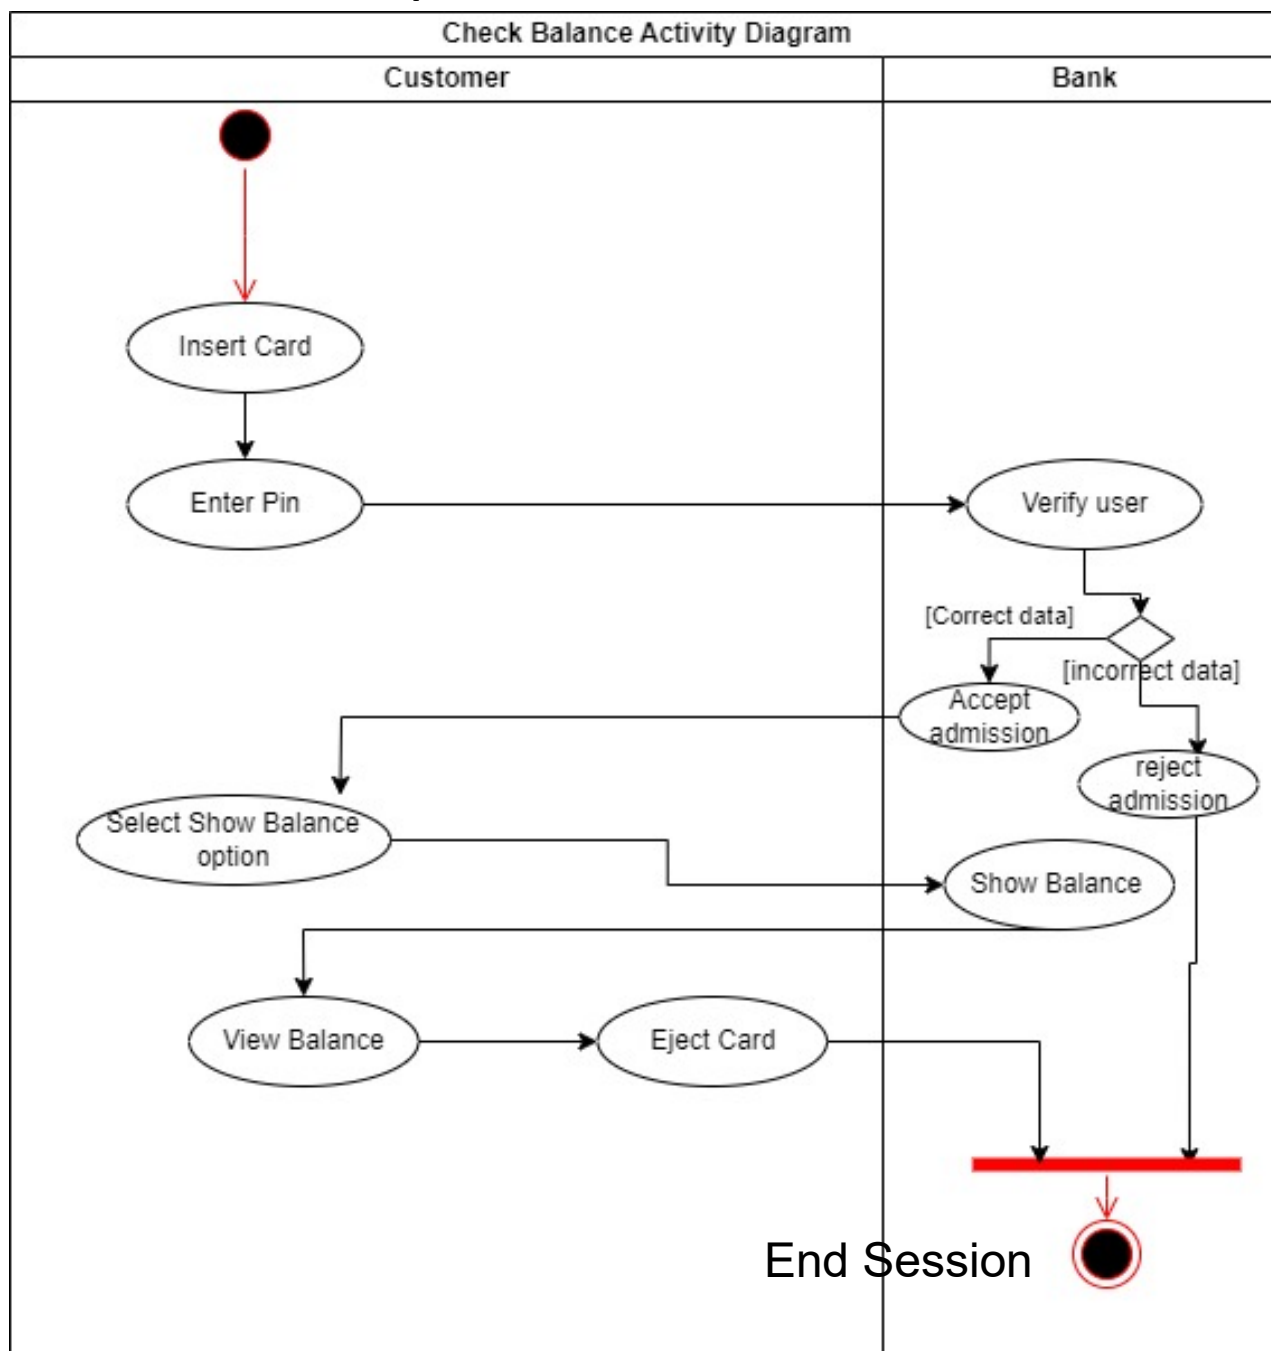 Check Balance Activity Diagram
Customer
Bank
Insert Card
Enter Pin
Verify user
[Correct data]
[incorrect data]
Accept
admission
reject
admission
Select Show Balance
option
Show Balance
View Balance
Eject Card
End Session